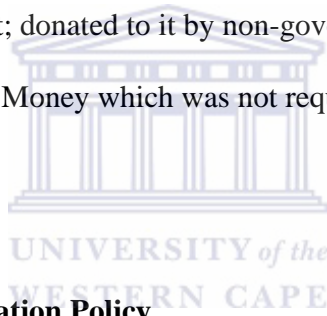 t; donated to it by non-gov
Money which was not requ
UNIVERSITY of the
WESTERN CAPE
ation Policy